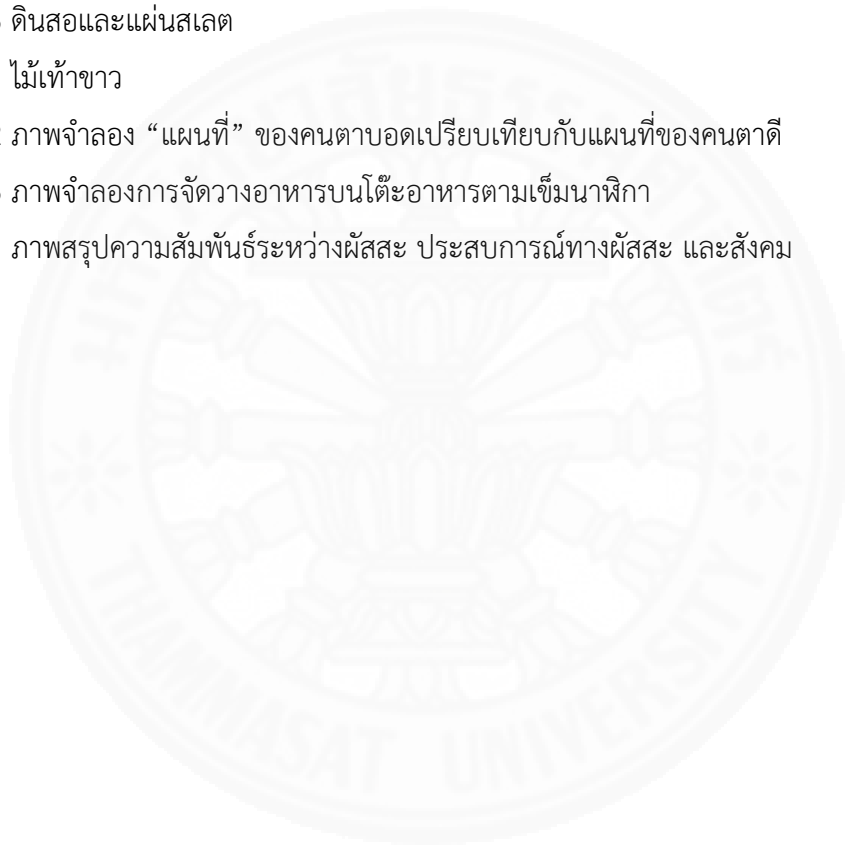 ดินสอและแผ่นสเลต
ไม้เท้าขาว
ภาพจำลอง “แผนที่” ของคนตาบอดเปรียบเทียบกับแผนที่ของคนตาดี
ภาพจำลองการจัดวางอาหารบนโต๊ะอาหารตามเข็มนาฬิกา
ภาพสรุปความสัมพันธ์ระหว่างผัสสะ ประสบการณ์ทางผัสสะ และสังคม
THAMMASAT UNIVERSITY